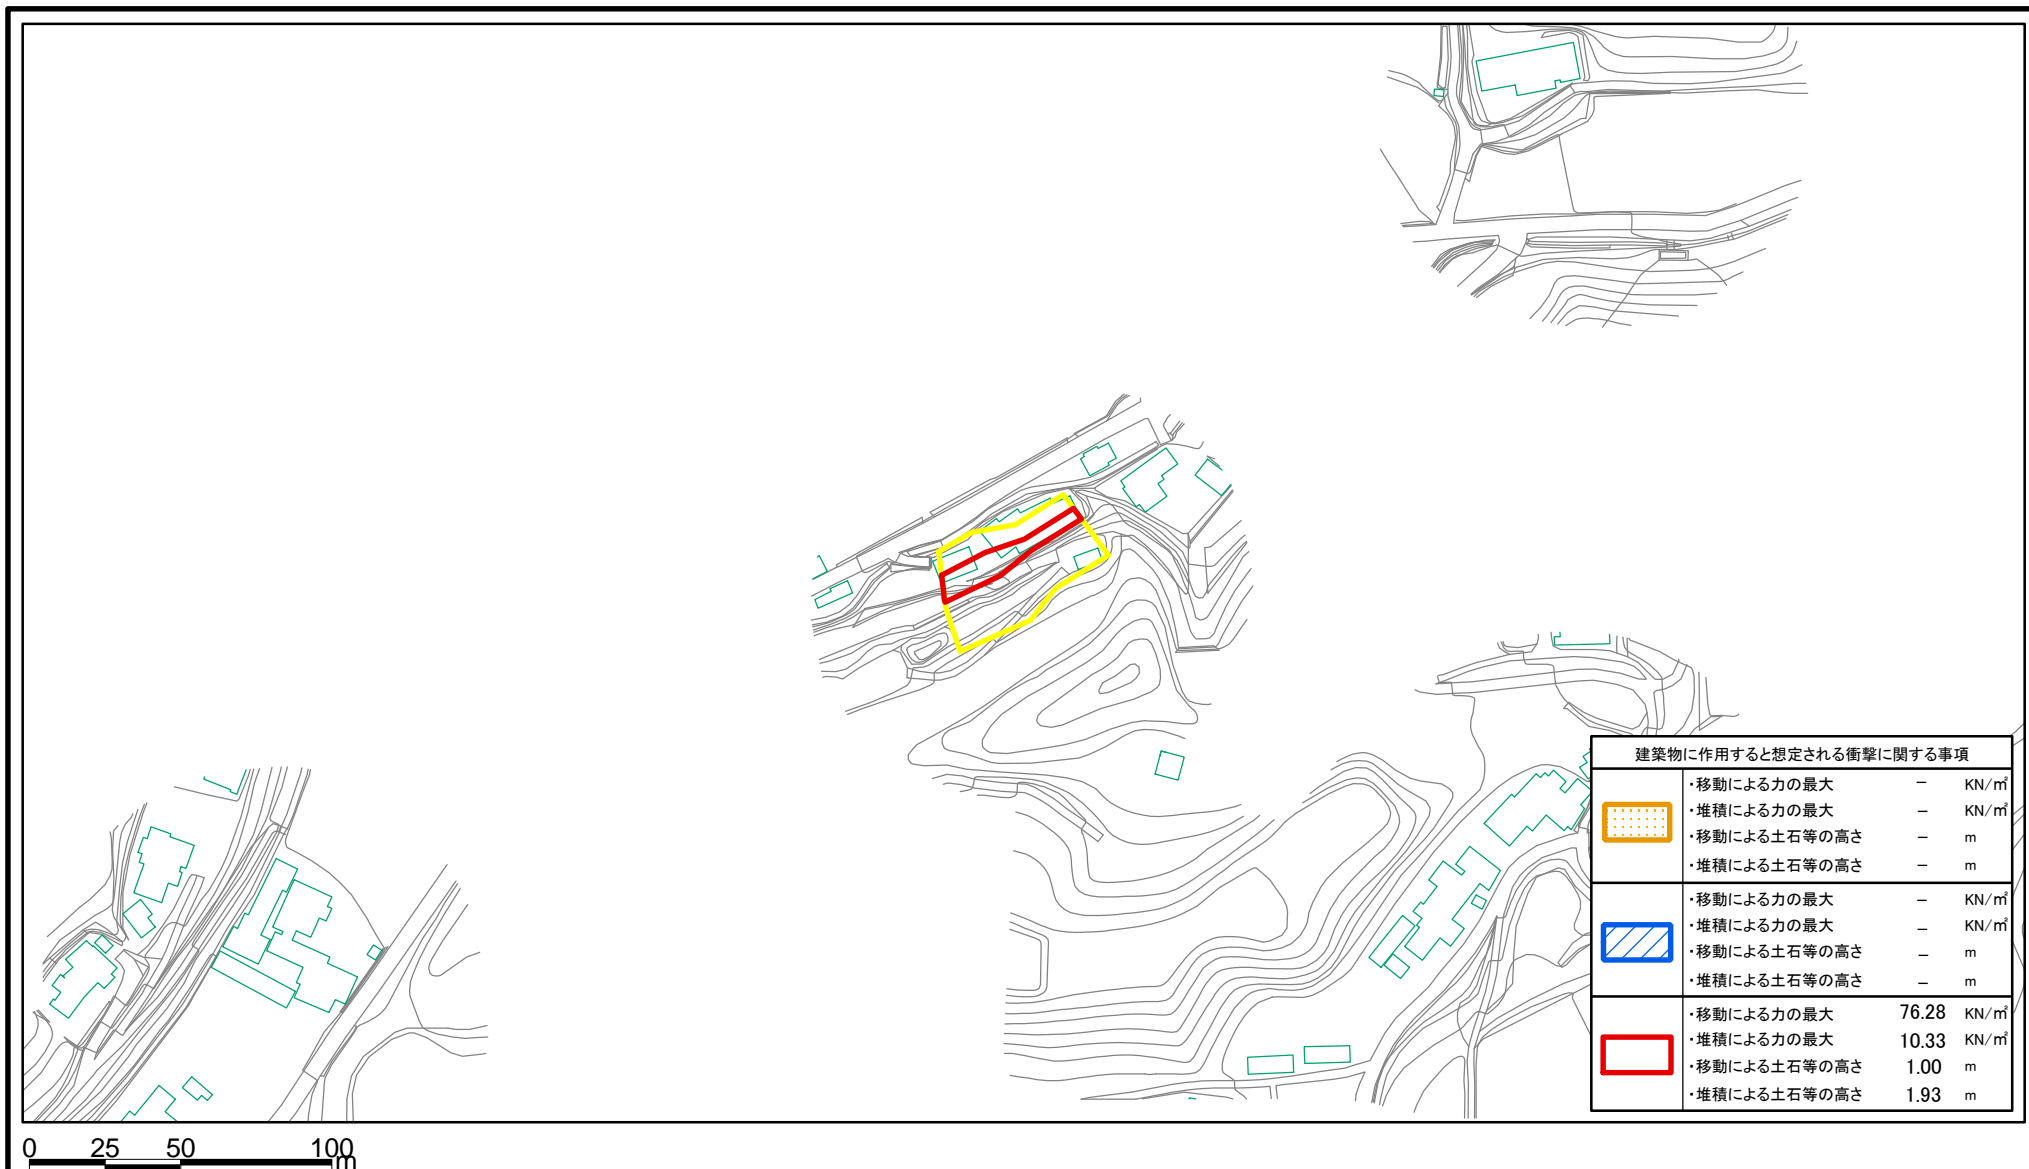 建築物に作用すると想定される衝撃に関する事項
・移動による力の最大 － KN/㎡
・堆積による力の最大 － KN/㎡
・移動による土石等の高さ － m
・堆積による土石等の高さ － m
・移動による力の最大 － KN/㎡
・堆積による力の最大 － KN/㎡
・移動による土石等の高さ － m
・堆積による土石等の高さ － m
・移動による力の最大 76.28 KN/㎡
・堆積による力の最大 10.33 KN/㎡
・移動による土石等の高さ 1.00 m
・堆積による土石等の高さ 1.93 m
0 25 50 100
m